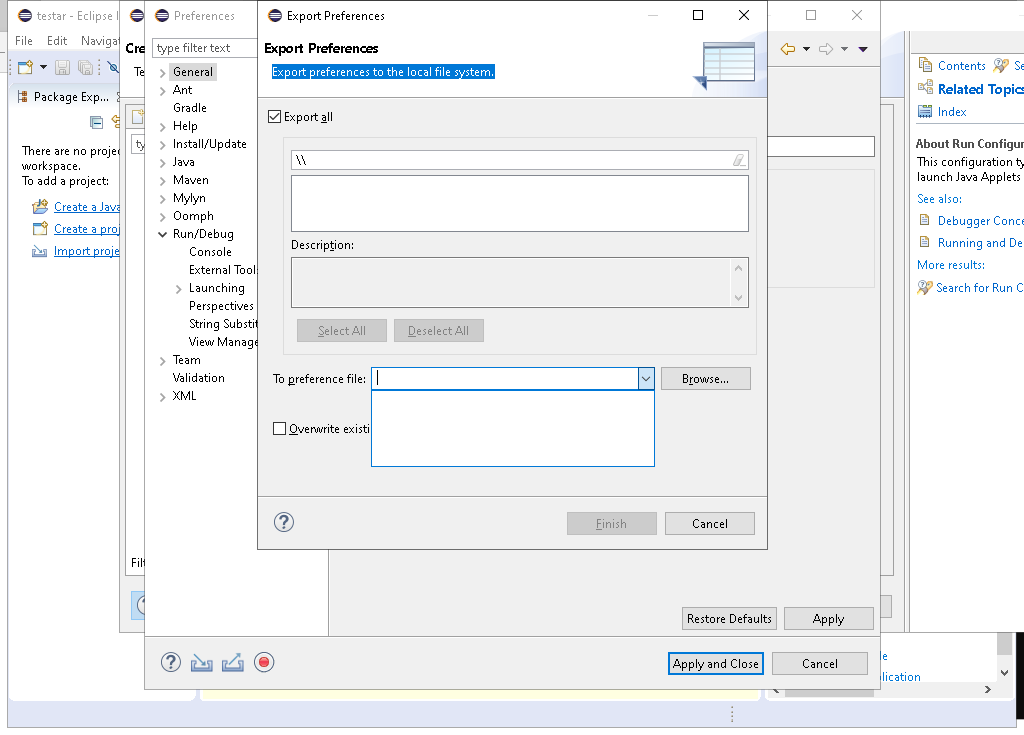 testar - Eclipse I
File Edit Navigat
Package Exp...
There are no projec
workspace.
To add a project:
Create a Java
Create a proj
Import proje
Cre
Te
ty
Filt
Preferences
type filter text
General
Ant
Gradle
Help
Install/Update
Java
Maven
Mylyn
Oomph
Run/Debug
Console
External Tool
Launching
Perspectives
String Substit
View Manage
Team
Validation
XML
Export Preferences
Export Preferences
Export preferences to the local file system.
Export all
\\
Description:
Select All Deselect All
To preference file: Browse...
Overwrite existi
Finish Cancel
Restore Defaults Apply
Apply and Close Cancel
Contents Se
Related Topics
Index
About Run Configur
This configuration ty
launch Java Applets
See also:
Debugger Conce
Running and De
More results:
Search for Run C
le
plication